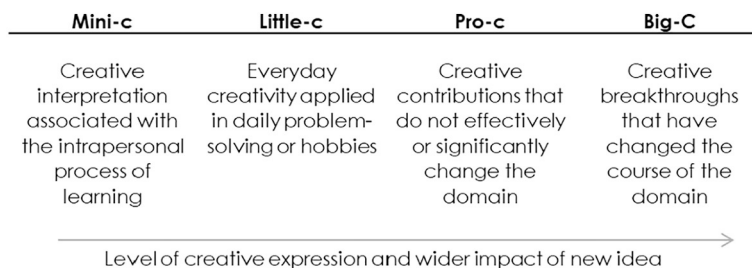 Mini-c
Creative
interpretation
associated with
the intrapersonal
process of
learning
Little-c
Everyday
creativity applied
in daily problem-
solving or hobbies
Pro-c
Creative
contributions that
do not effectively
or significantly
change the
domain
Big-C
Creative
breakthroughs
that have
changed the
course of the
domain
Level of creative expression and wider impact of new idea